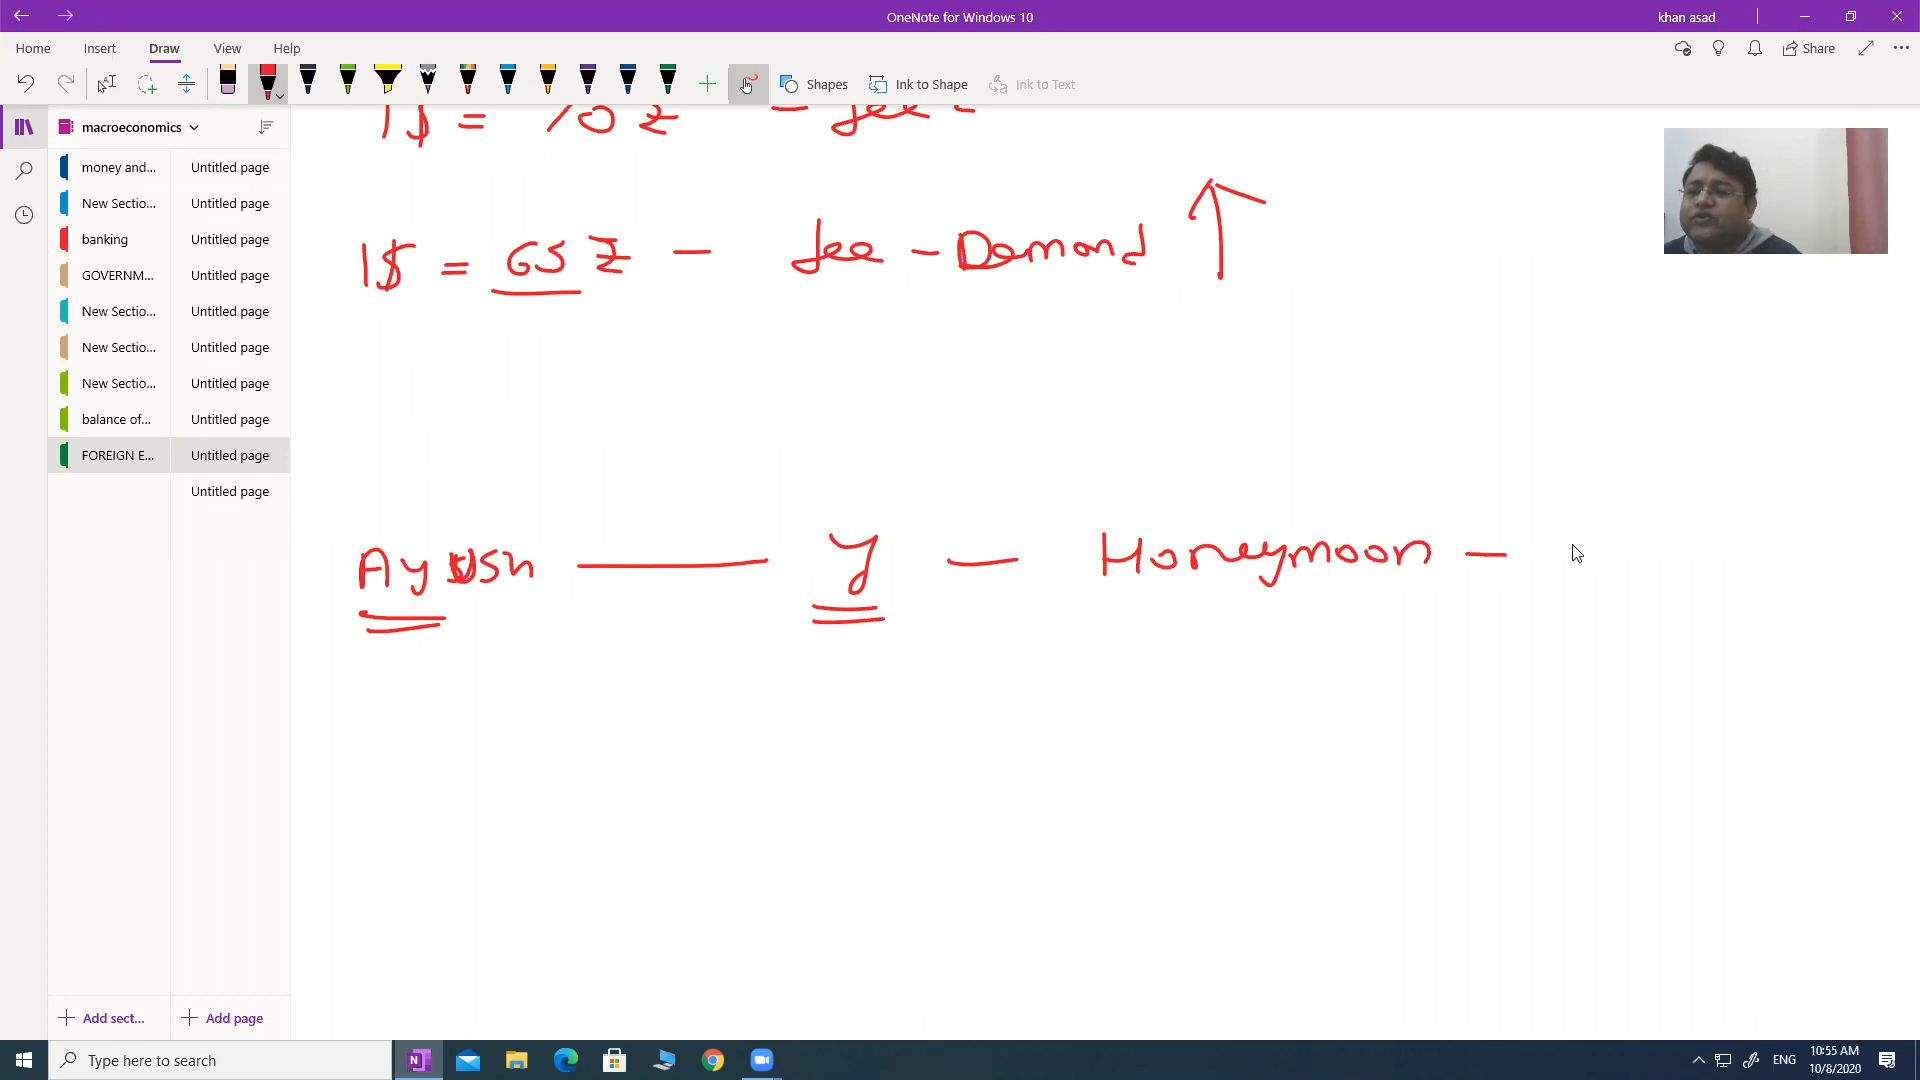 OneNote for Windows 10
khan asad
Home Insert Draw View Help
Share
Shapes Ink to Shape Ink to Text
macroeconomics
money and... Untitled page
New Sectio... Untitled page
banking Untitled page
GOVERNM... Untitled page
New Sectio... Untitled page
New Sectio... Untitled page
New Sectio... Untitled page
balance of... Untitled page
FOREIGN E... Untitled page
Untitled page
1$ = 70 Z –
1$ = 65 Z – Jee – Demand ↑
Ayush — Y — Honeymoon –
Add sect... Add page
Type here to search
ENG
10:55 AM
10/8/2020